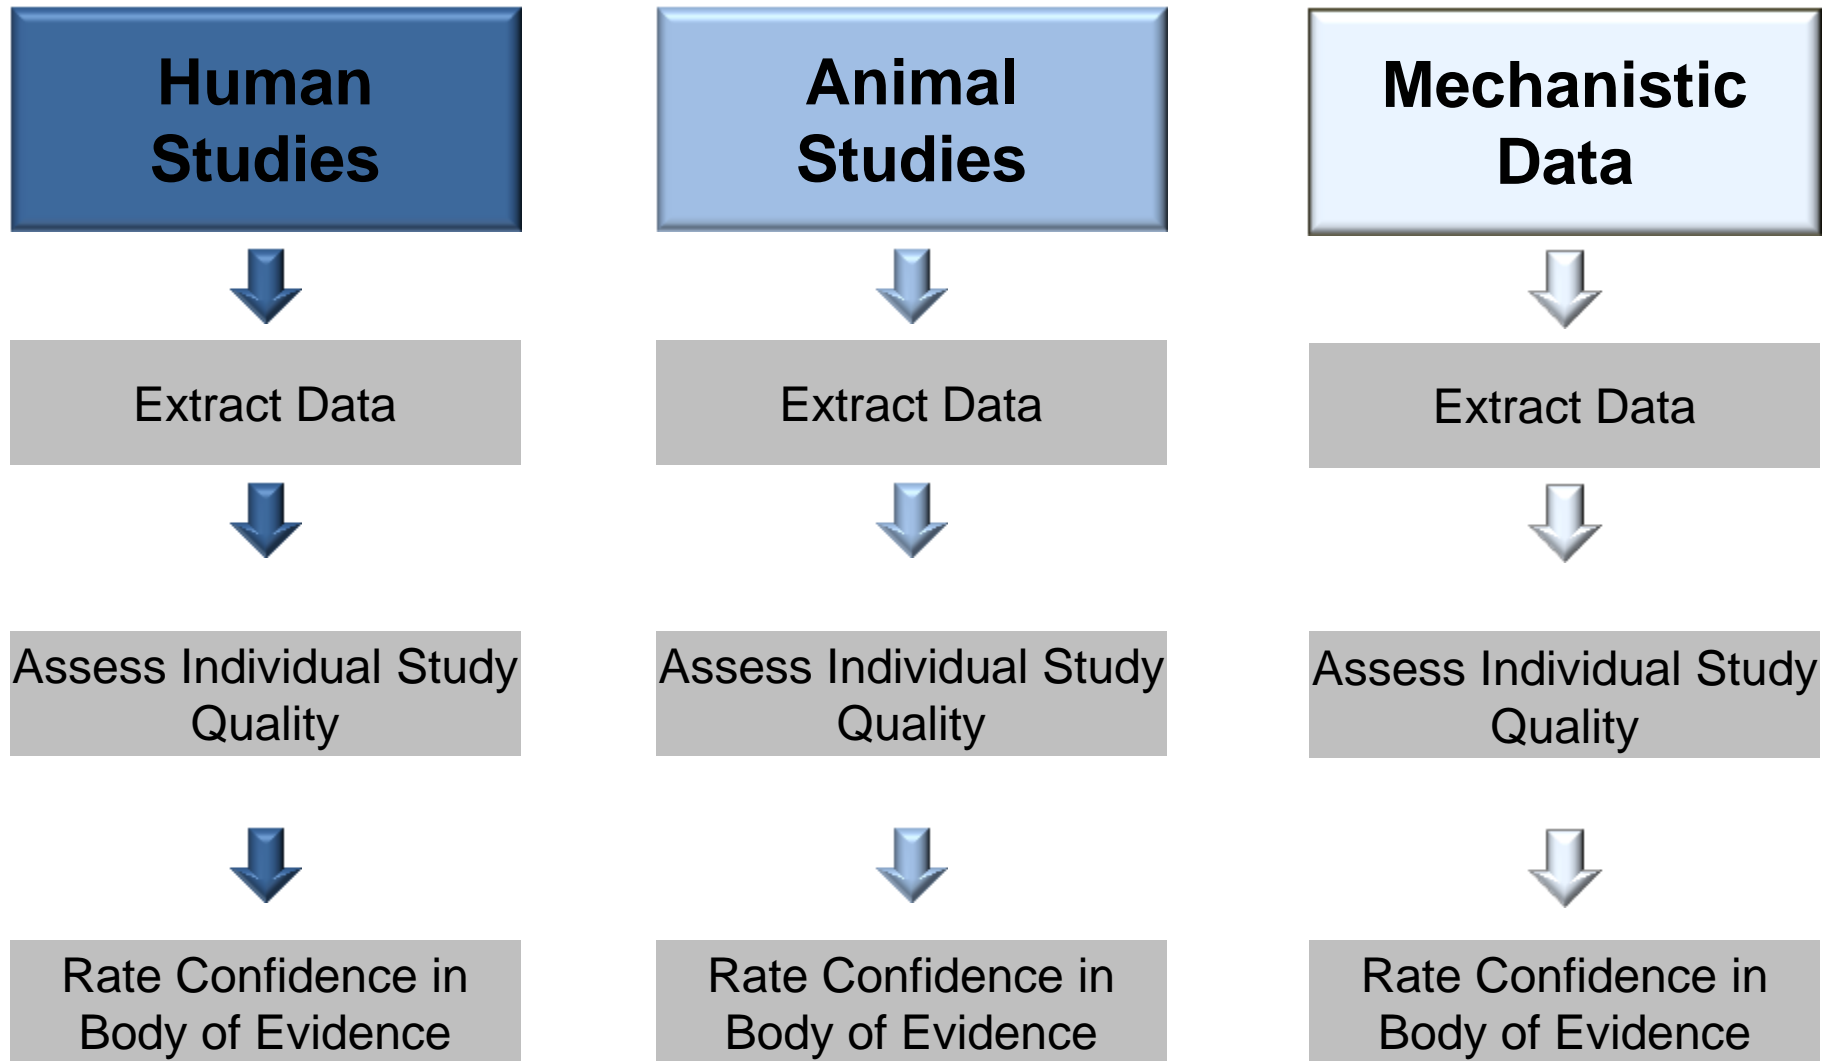 Human
Studies
Extract Data
Assess Individual Study
Quality
Rate Confidence in
Body of Evidence
Animal
Studies
Extract Data
Assess Individual Study
Quality
Rate Confidence in
Body of Evidence
Mechanistic
Data
Extract Data
Assess Individual Study
Quality
Rate Confidence in
Body of Evidence